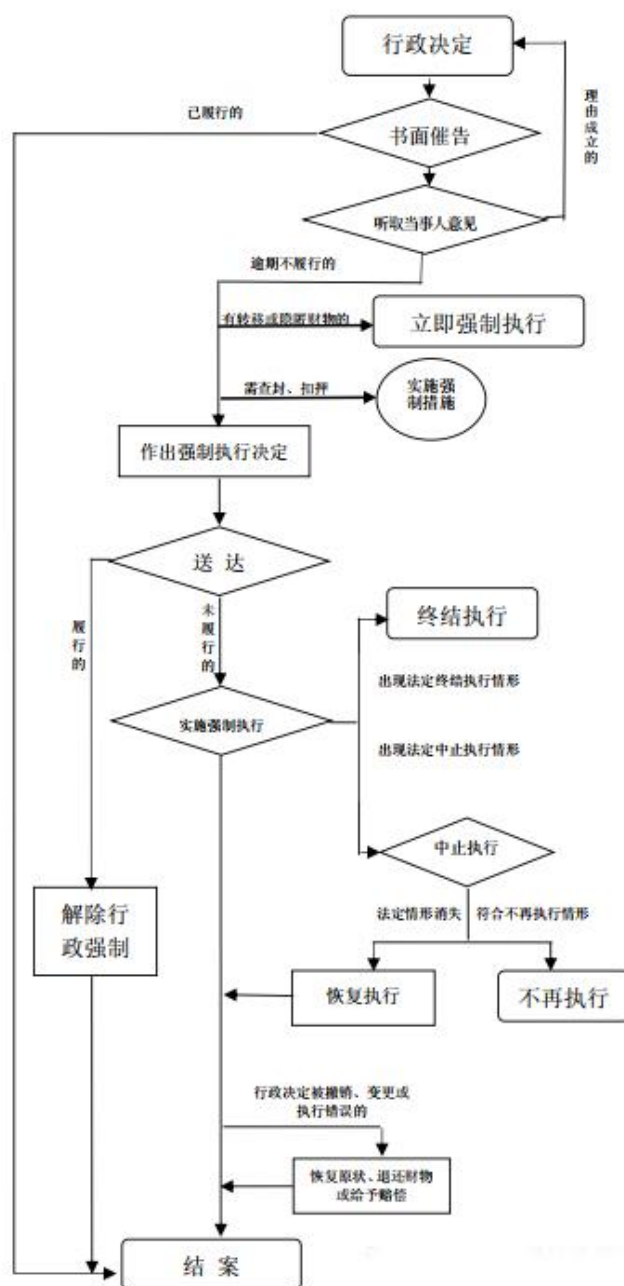 行政决定
己履行的
理由成立的
书面催告
听取当事人意见
逾期不履行的
有转移或隐匿财物的
立即强制执行
需查封、扣押
实施强
制措施
作出强制执行决定
送 达
履行的
未履行的
终结执行
出现法定终结执行情形
实施强制执行
出现法定中止执行情形
中止执行
解除行
政强制
法定情形消失
符合不再执行情形
恢复执行
不再执行
行政决定被撤销、变更或
执行错误的
恢复原状、退还财物
或给予赔偿
结 案